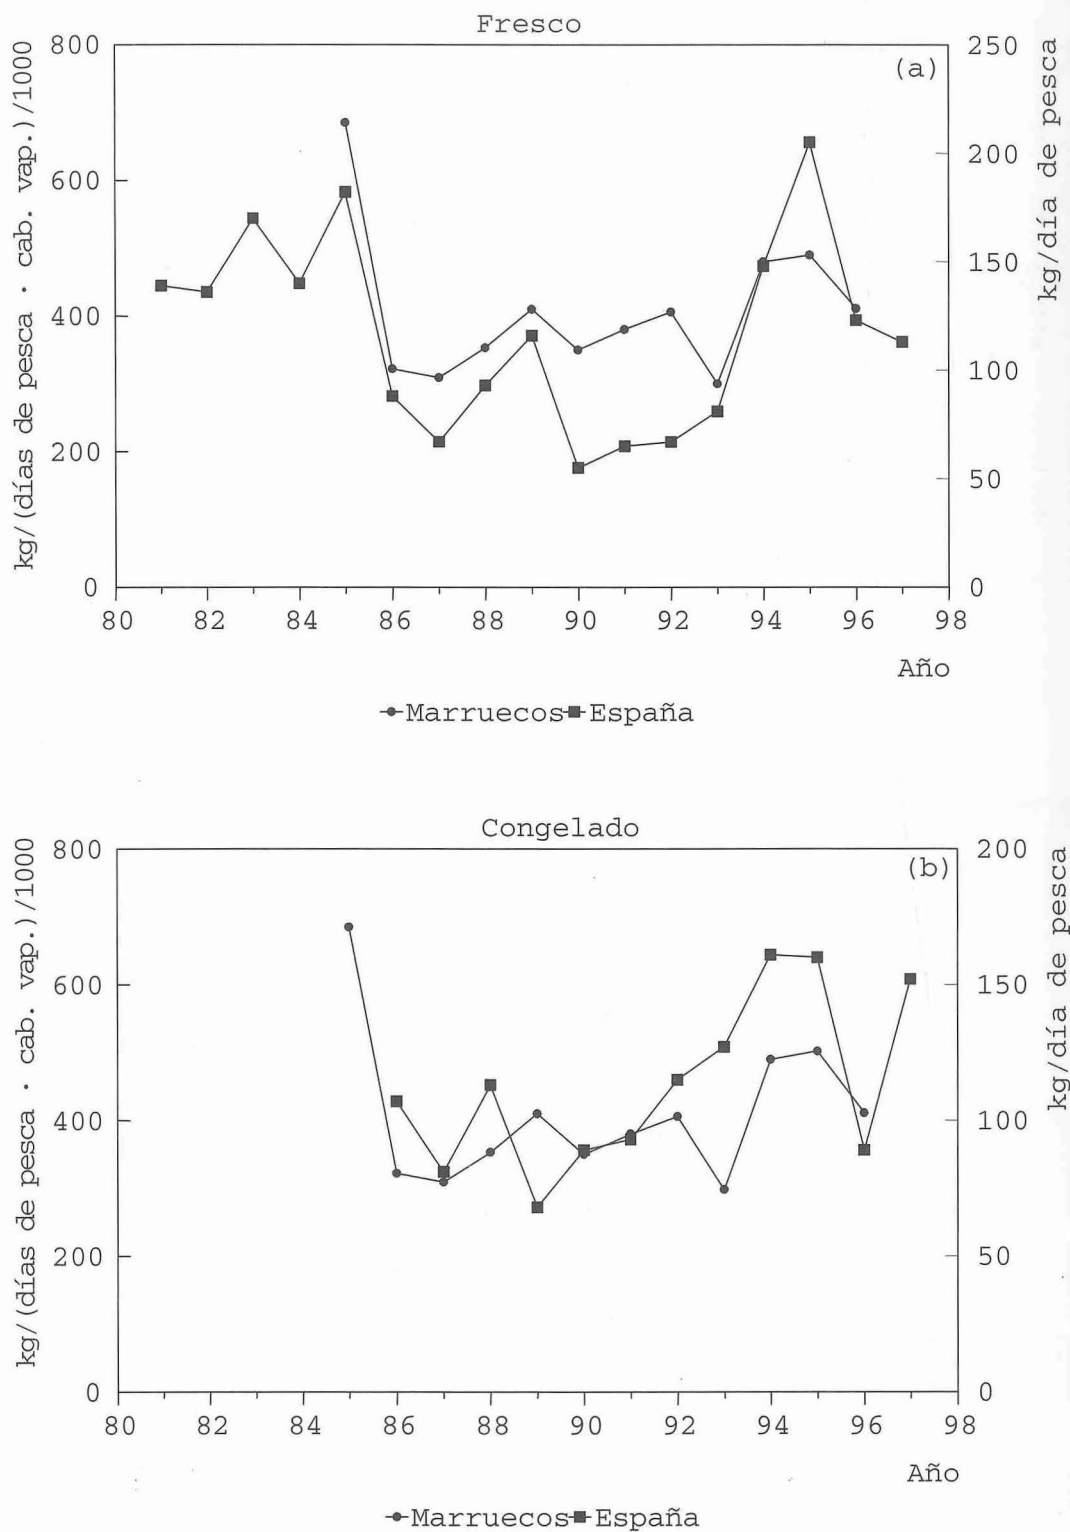 Fresco
(a)
kg/(días de pesca · cab. vap.)/1000
800
600
400
200
0
250
200
150
100
50
0
kg/día de pesca
80 82 84 86 88 90 92 94 96 98
Año
Marruecos España
Congelado
(b)
kg/(días de pesca · cab. vap.)/1000
800
600
400
200
0
200
150
100
50
0
kg/día de pesca
80 82 84 86 88 90 92 94 96 98
Año
Marruecos España